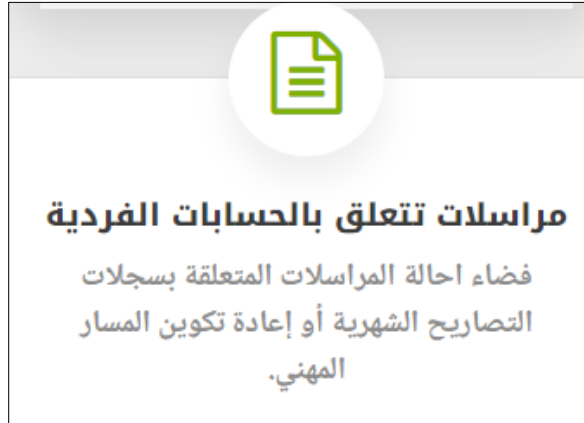 مراسلات تتعلق بالحسابات الفردية
فضاء احالة المراسلات المتعلقة بسجلات
التصاريح الشهرية أو إعادة تكوين المسار
المهني.